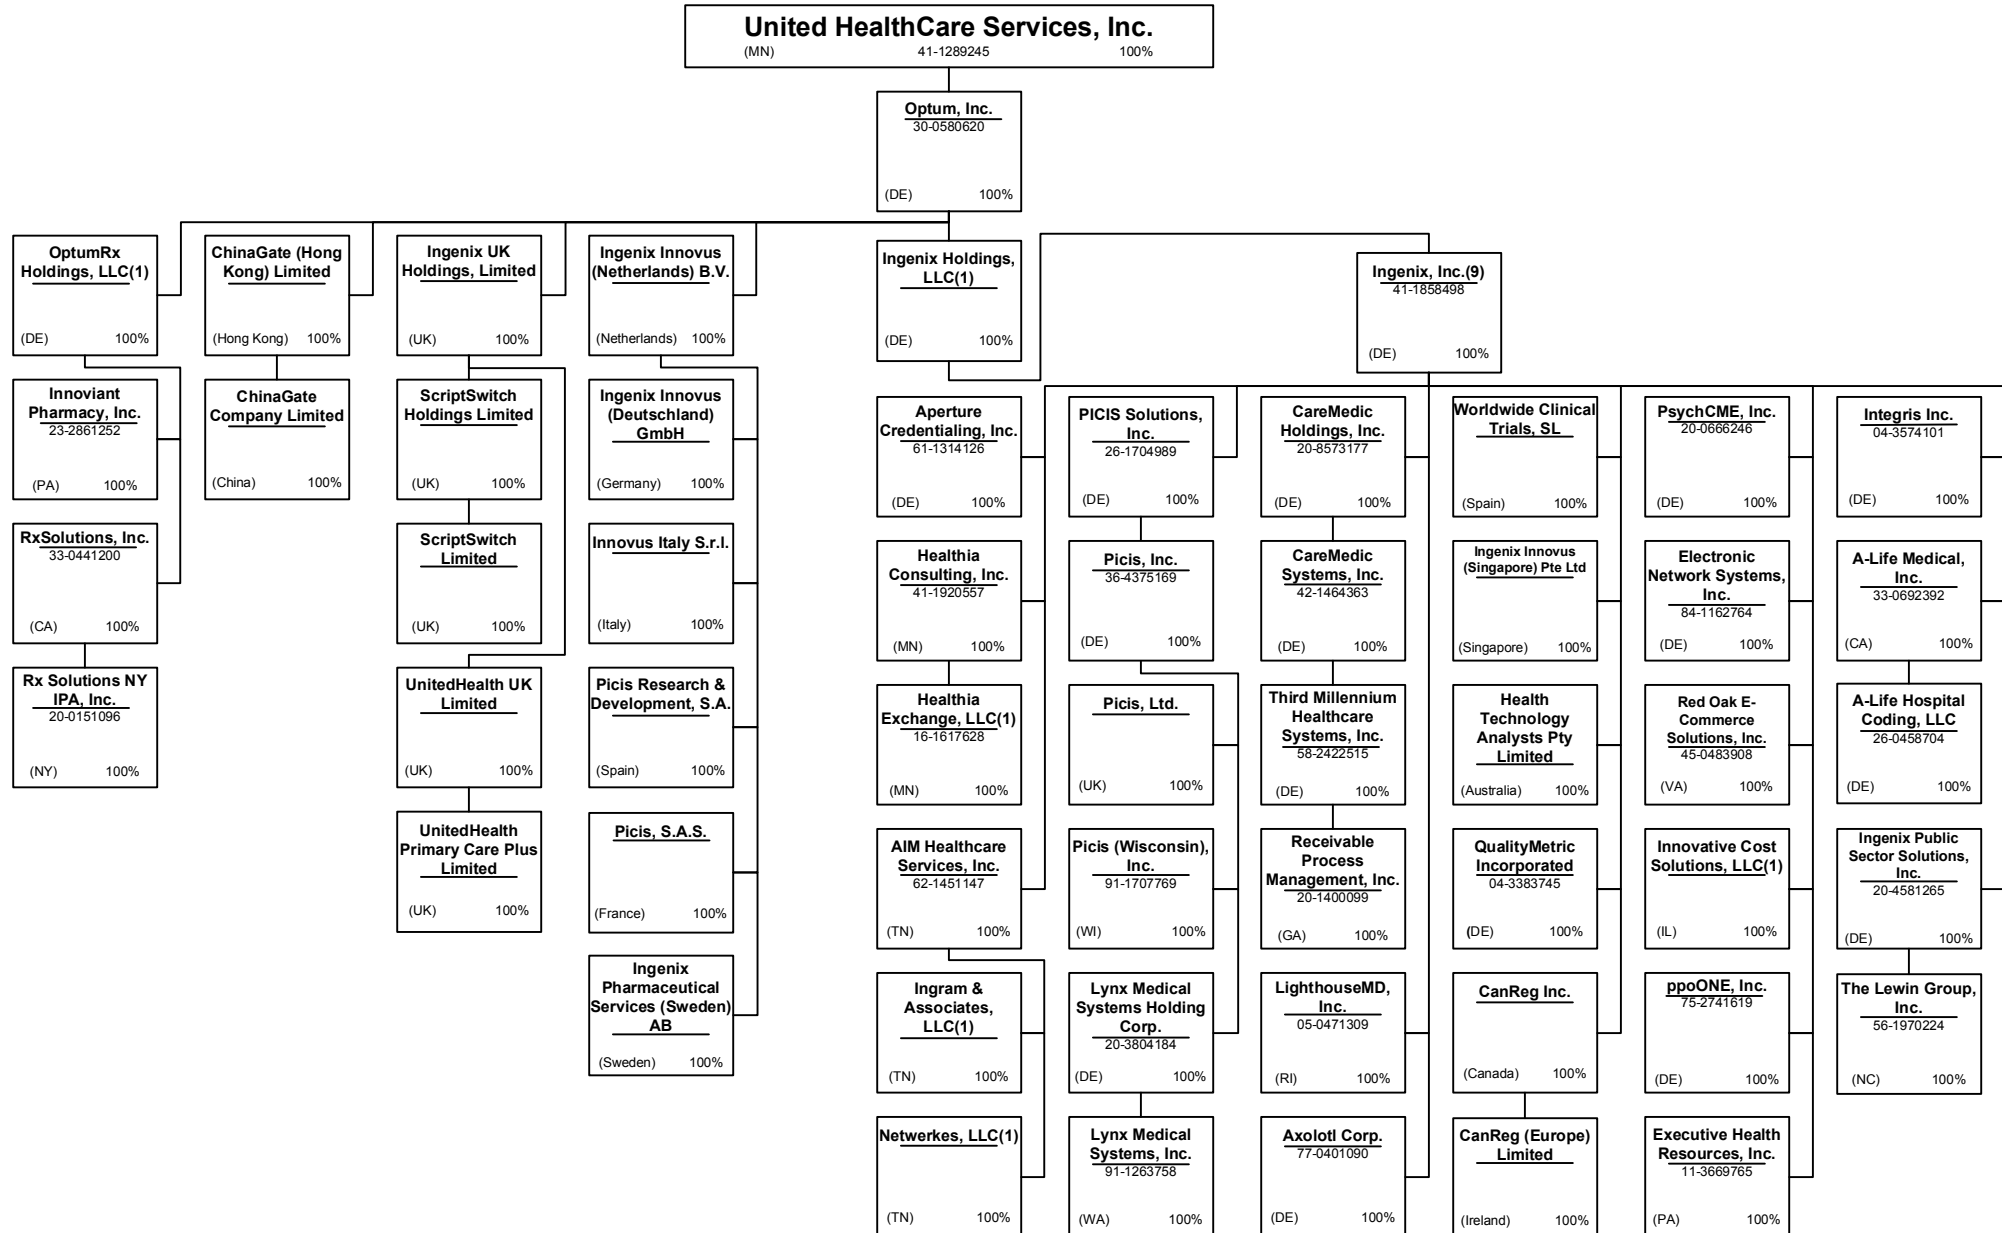 United HealthCare Services, Inc.
(MN) 41-1289245 100%
Optum, Inc.
30-0580620
(DE) 100%
OptumRx
Holdings, LLC(1)
(DE) 100%
ChinaGate (Hong
Kong) Limited
(Hong Kong) 100%
Ingenix UK
Holdings, Limited
(UK) 100%
Ingenix Innovus
(Netherlands) B.V.
(Netherlands) 100%
Ingenix Holdings,
LLC(1)
(DE) 100%
Ingenix, Inc.(9)
41-1858498
(DE) 100%
Innoviant
Pharmacy, Inc.
23-2861252
(PA) 100%
ChinaGate
Company Limited
(China) 100%
ScriptSwitch
Holdings Limited
(UK) 100%
Ingenix Innovus
(Deutschland)
GmbH
(Germany) 100%
Aperture
Credentialing, Inc.
61-1314126
(DE) 100%
PICIS Solutions,
Inc.
26-1704989
(DE) 100%
CareMedic
Holdings, Inc.
20-8573177
(DE) 100%
Worldwide Clinical
Trials, SL
(Spain) 100%
PsychCME, Inc.
20-0666246
(DE) 100%
Integris Inc.
04-3574101
(DE) 100%
RxSolutions, Inc.
33-0441200
(CA) 100%
ScriptSwitch
Limited
(UK) 100%
Innovus Italy S.r.l.
(Italy) 100%
Healthia
Consulting, Inc.
41-1920557
(MN) 100%
Picis, Inc.
36-4375169
(DE) 100%
CareMedic
Systems, Inc.
42-1464363
(DE) 100%
Ingenix Innovus
(Singapore) Pte Ltd
(Singapore) 100%
Electronic
Network Systems,
Inc.
84-1162764
(DE) 100%
A-Life Medical,
Inc.
33-0692392
(CA) 100%
Rx Solutions NY
IPA, Inc.
20-0151096
(NY) 100%
UnitedHealth UK
Limited
(UK) 100%
Picis Research &
Development, S.A.
(Spain) 100%
Healthia
Exchange, LLC(1)
16-1617628
(MN) 100%
Picis, Ltd.
(UK) 100%
Third Millennium
Healthcare
Systems, Inc.
58-2422515
(DE) 100%
Health
Technology
Analysts Pty
Limited
(Australia) 100%
Red Oak E-
Commerce
Solutions, Inc.
45-0483908
(VA) 100%
A-Life Hospital
Coding, LLC
26-0458704
(DE) 100%
UnitedHealth
Primary Care Plus
Limited
(UK) 100%
Picis, S.A.S.
(France) 100%
AIM Healthcare
Services, Inc.
62-1451147
(TN) 100%
Picis (Wisconsin),
Inc.
91-1707769
(WI) 100%
Receivable
Process
Management, Inc.
20-1400099
(GA) 100%
QualityMetric
Incorporated
04-3383745
(DE) 100%
Innovative Cost
Solutions, LLC(1)
(IL) 100%
Ingenix Public
Sector Solutions,
Inc.
20-4581265
(DE) 100%
Ingenix
Pharmaceutical
Services (Sweden)
AB
(Sweden) 100%
Ingram &
Associates,
LLC(1)
(TN) 100%
Lynx Medical
Systems Holding
Corp.
20-3804184
(DE) 100%
LighthouseMD,
Inc.
05-0471309
(RI) 100%
CanReg Inc.
(Canada) 100%
ppoONE, Inc.
75-2741619
(DE) 100%
The Lewin Group,
Inc.
56-1970224
(NC) 100%
Netwerkes, LLC(1)
(TN) 100%
Lynx Medical
Systems, Inc.
91-1263758
(WA) 100%
Axolotl Corp.
77-0401090
(DE) 100%
CanReg (Europe)
Limited
(Ireland) 100%
Executive Health
Resources, Inc.
11-3669765
(PA) 100%